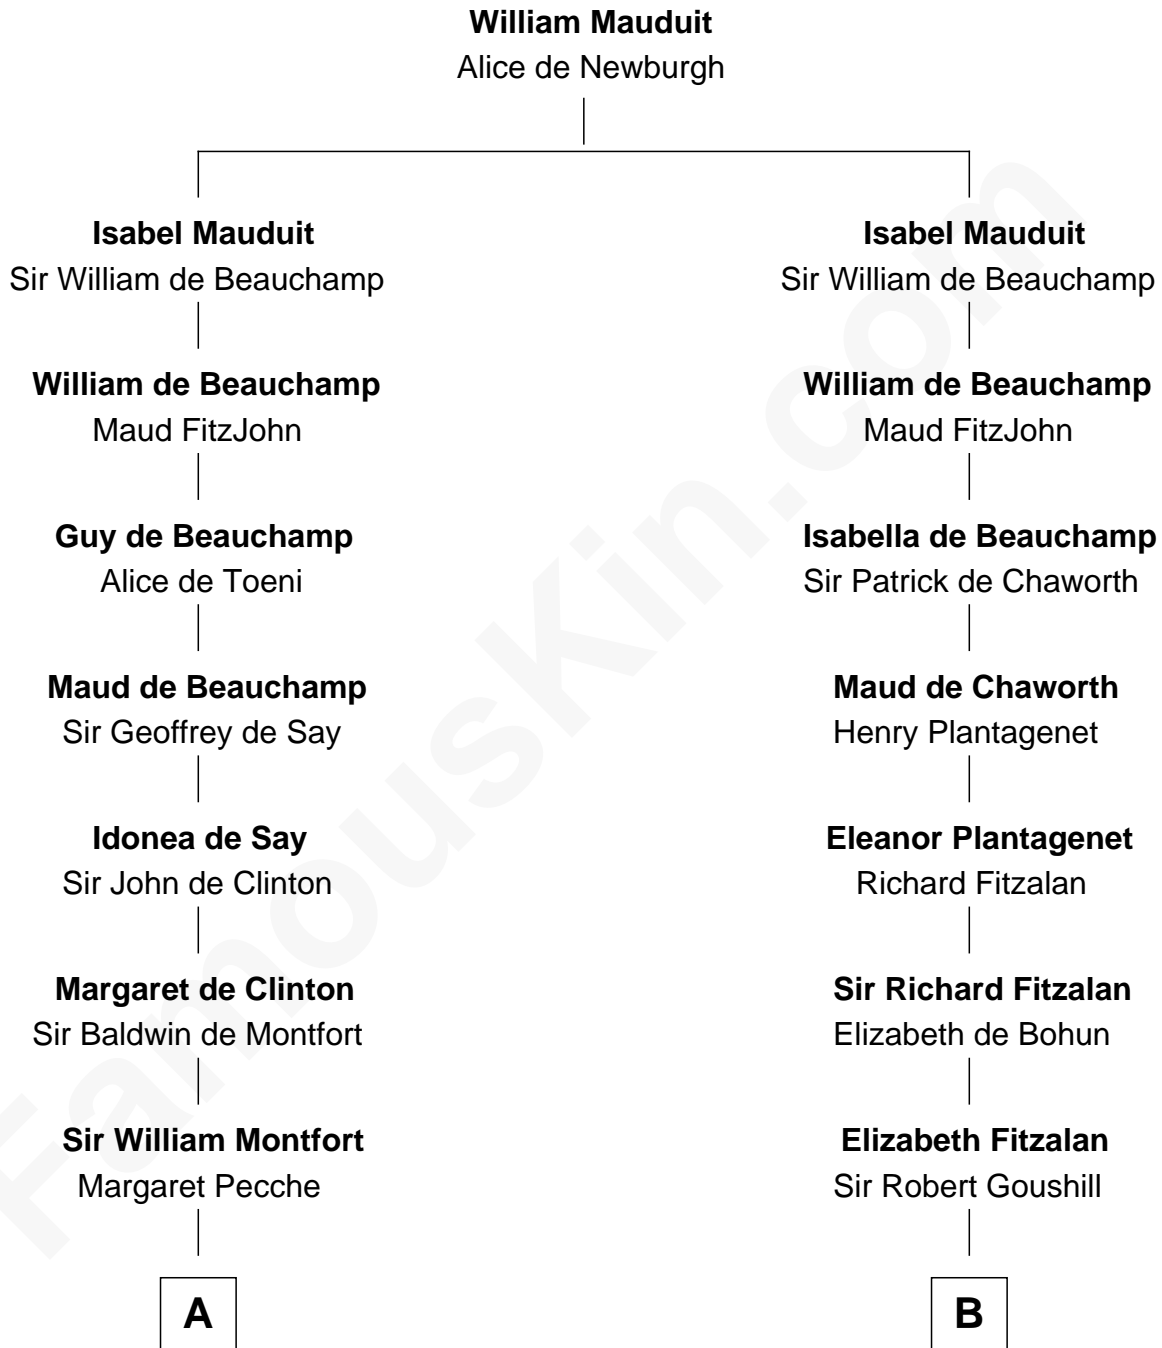 William Mauduit
Alice de Newburgh
Isabel Mauduit
Sir William de Beauchamp
Isabel Mauduit
Sir William de Beauchamp
William de Beauchamp
Maud FitzJohn
William de Beauchamp
Maud FitzJohn
Guy de Beauchamp
Alice de Toeni
Isabella de Beauchamp
Sir Patrick de Chaworth
Maud de Beauchamp
Sir Geoffrey de Say
Maud de Chaworth
Henry Plantagenet
Idonea de Say
Sir John de Clinton
Eleanor Plantagenet
Richard Fitzalan
Margaret de Clinton
Sir Baldwin de Montfort
Sir Richard Fitzalan
Elizabeth de Bohun
Sir William Montfort
Margaret Pecche
Elizabeth Fitzalan
Sir Robert Goushill
A
B
FamousKin.com